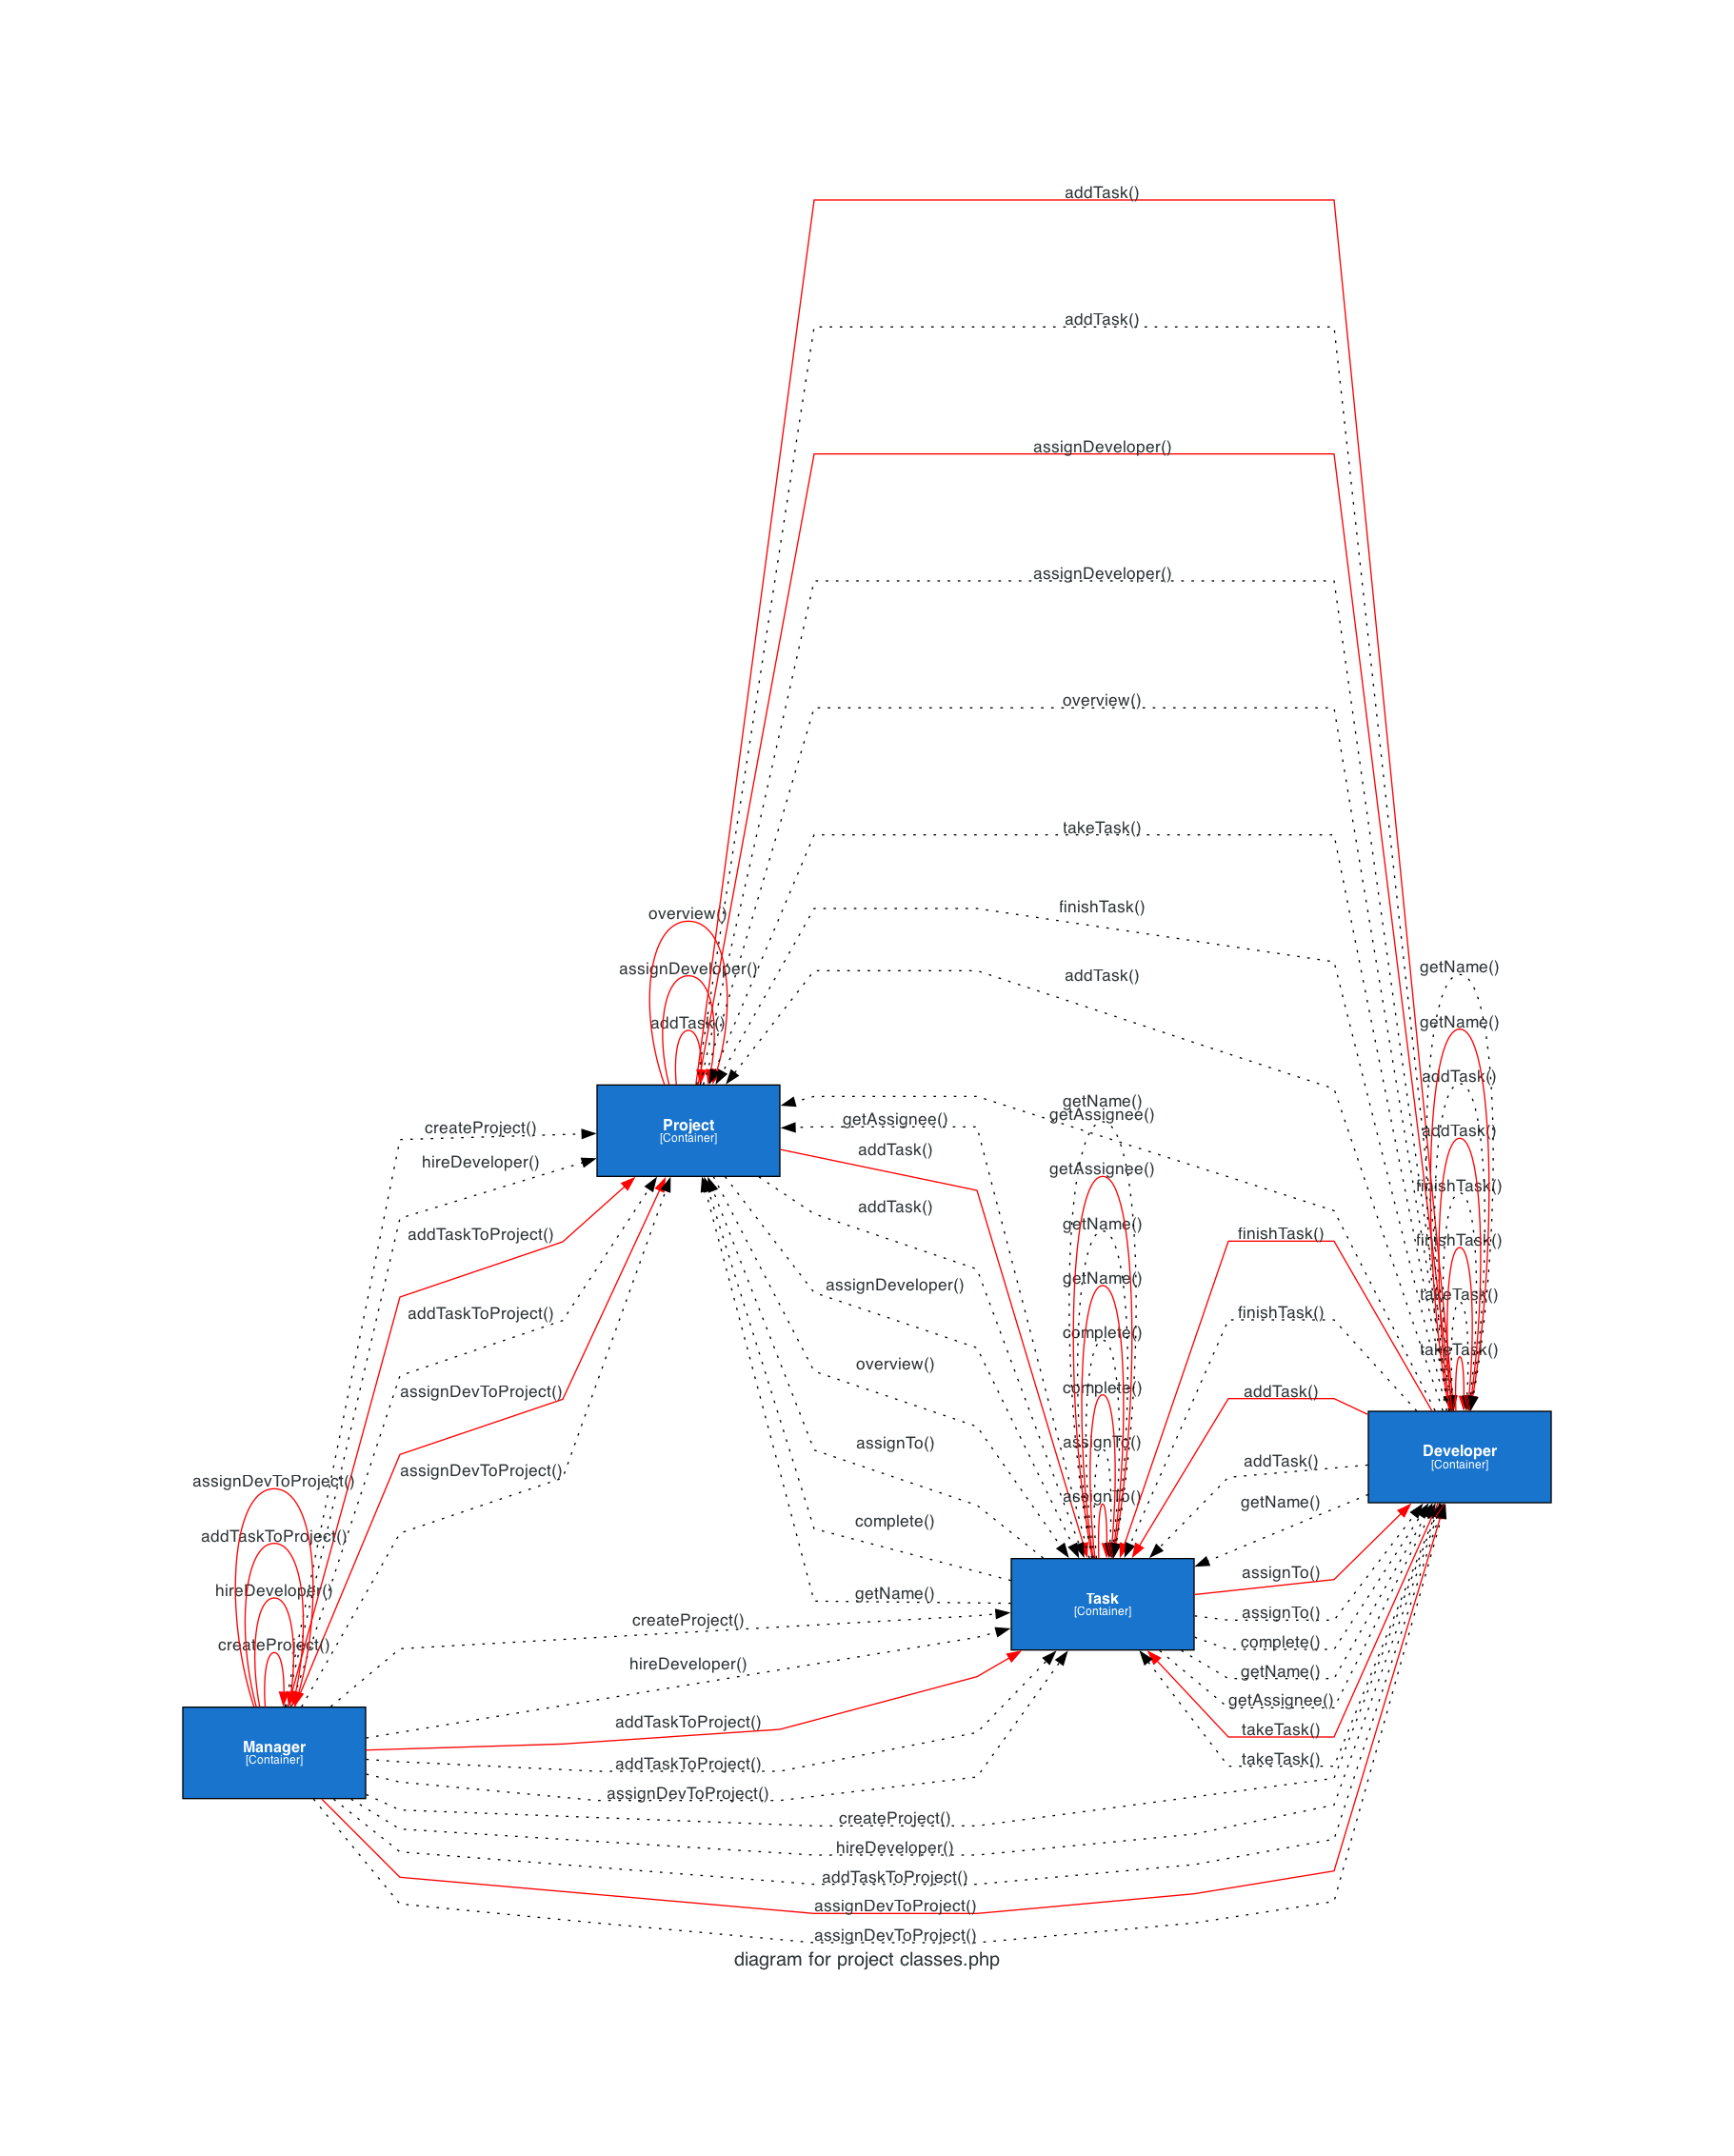 addTask()
addTask()
assignDeveloper()
assignDeveloper()
overview()
takeTask()
finishTask()
overview()
assignDeveloper()
addTask()
addTask()
getName()
getName()
addTask()
addTask()
finishTask()
finishTask()
takeTask()
takeTask()
getName()
getAssignee()
getAssignee()
getName()
getName()
complete()
complete()
assignTo()
assignTo()
Project
[Container]
getAssignee()
addTask()
addTask()
assignDeveloper()
overview()
assignTo()
complete()
getName()
createProject()
hireDeveloper()
addTaskToProject()
addTaskToProject()
assignDevToProject()
assignDevToProject()
finishTask()
finishTask()
addTask()
addTask()
getName()
Developer
[Container]
assignTo()
assignTo()
complete()
getName()
getAssignee()
takeTask()
takeTask()
Task
[Container]
assignDevToProject()
addTaskToProject()
hireDeveloper()
createProject()
Manager
[Container]
createProject()
hireDeveloper()
addTaskToProject()
addTaskToProject()
assignDevToProject()
createProject()
hireDeveloper()
addTaskToProject()
assignDevToProject()
assignDevToProject()
diagram for project classes.php